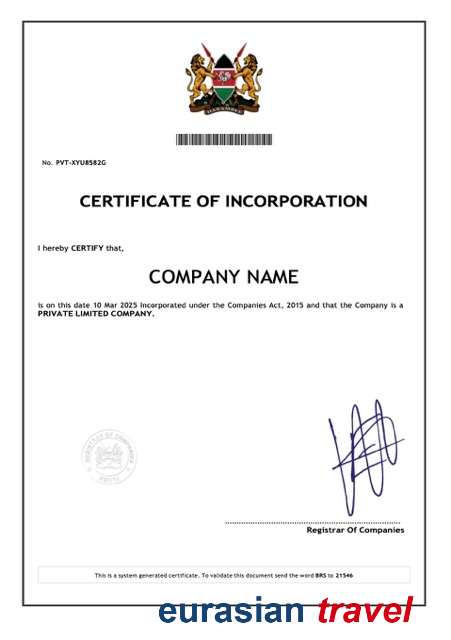 HARAMBEE
No. PVT-XYU8582G
CERTIFICATE OF INCORPORATION
I hereby CERTIFY that,
COMPANY NAME
is on this date 10 Mar 2025 Incorporated under the Companies Act, 2015 and that the Company is a
PRIVATE LIMITED COMPANY.
REGISTRAR OF COMPANIES
KENYA
Registrar Of Companies
This is a system generated certificate. To validate this document send the word BRS to 21546
eurasian travel